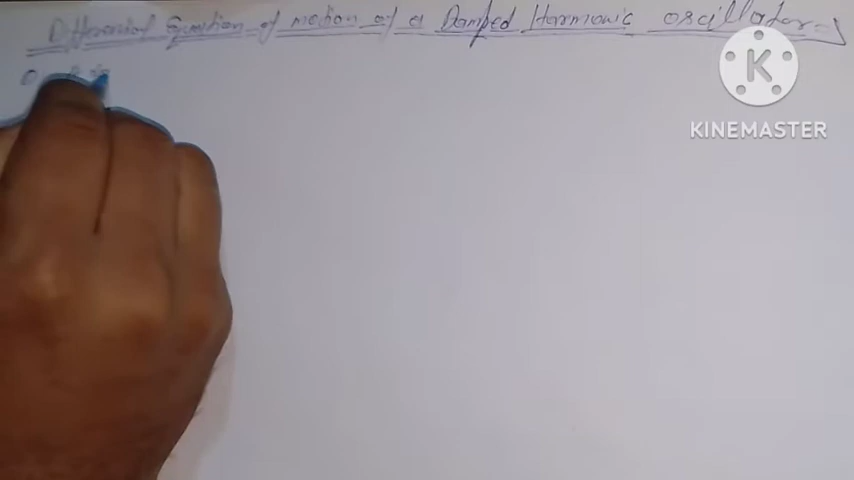 Differential Equation of motion of a Damped Harmonic oscillator
KINEMASTER